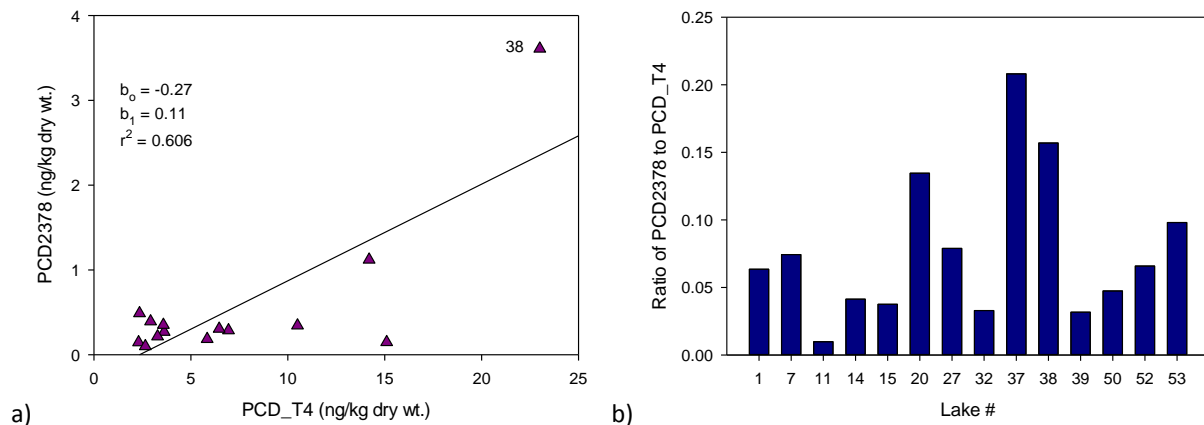 4
3
2
1
0
PCD2378 (ng/kg dry wt.)
38
b₀ = -0.27
b₁ = 0.11
r² = 0.606
0 5 10 15 20 25
PCD_T4 (ng/kg dry wt.)
a)
0.25
0.20
0.15
0.10
0.05
0.00
Ratio of PCD2378 to PCD_T4
1 7 11 14 15 20 27 32 37 38 39 50 52 53
Lake #
b)